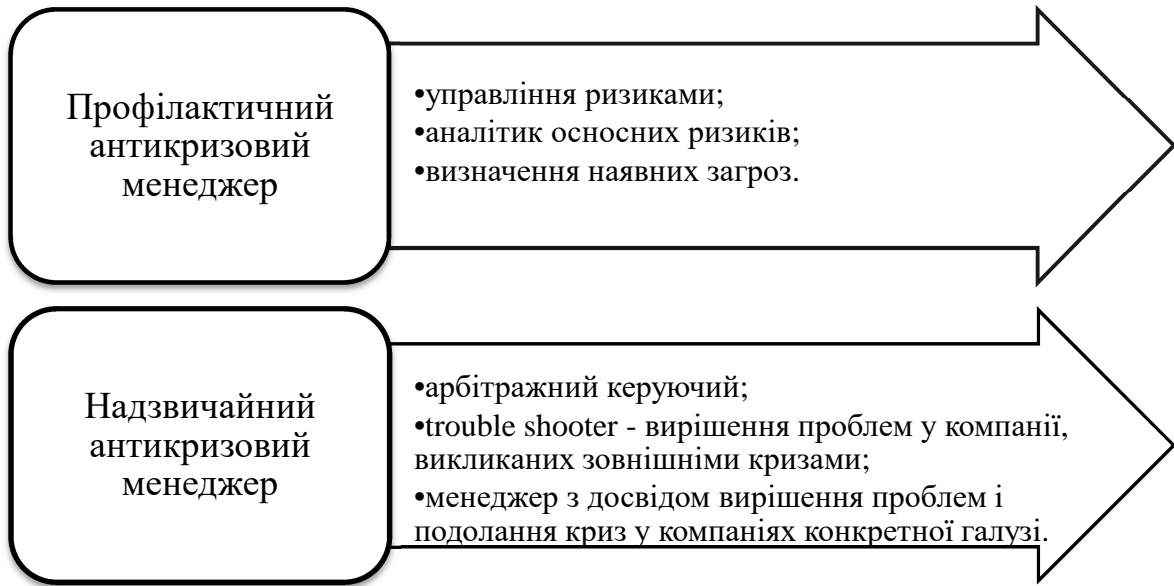 Профілактичний
антикризовий
менеджер
•управління ризиками;
•аналітик осносних ризиків;
•визначення наявних загроз.
Надзвичайний
антикризовий
менеджер
•арбітражний керуючий;
•trouble shooter - вирішення проблем у компанії,
викликаних зовнішніми кризами;
•менеджер з досвідом вирішення проблем і
подолання криз у компаніях конкретної галузі.